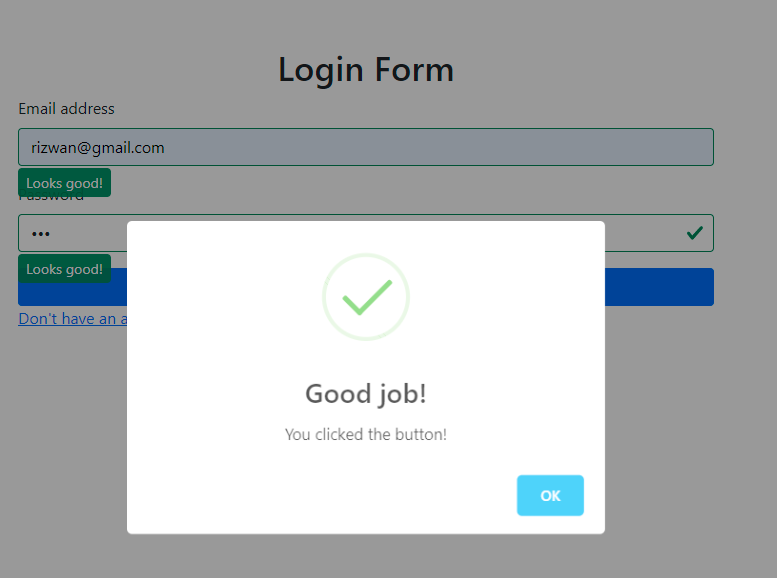 Login Form
Email address
rizwan@gmail.com
Looks good!
Password
•••
Looks good!
Don't have an a
Good job!
You clicked the button!
OK